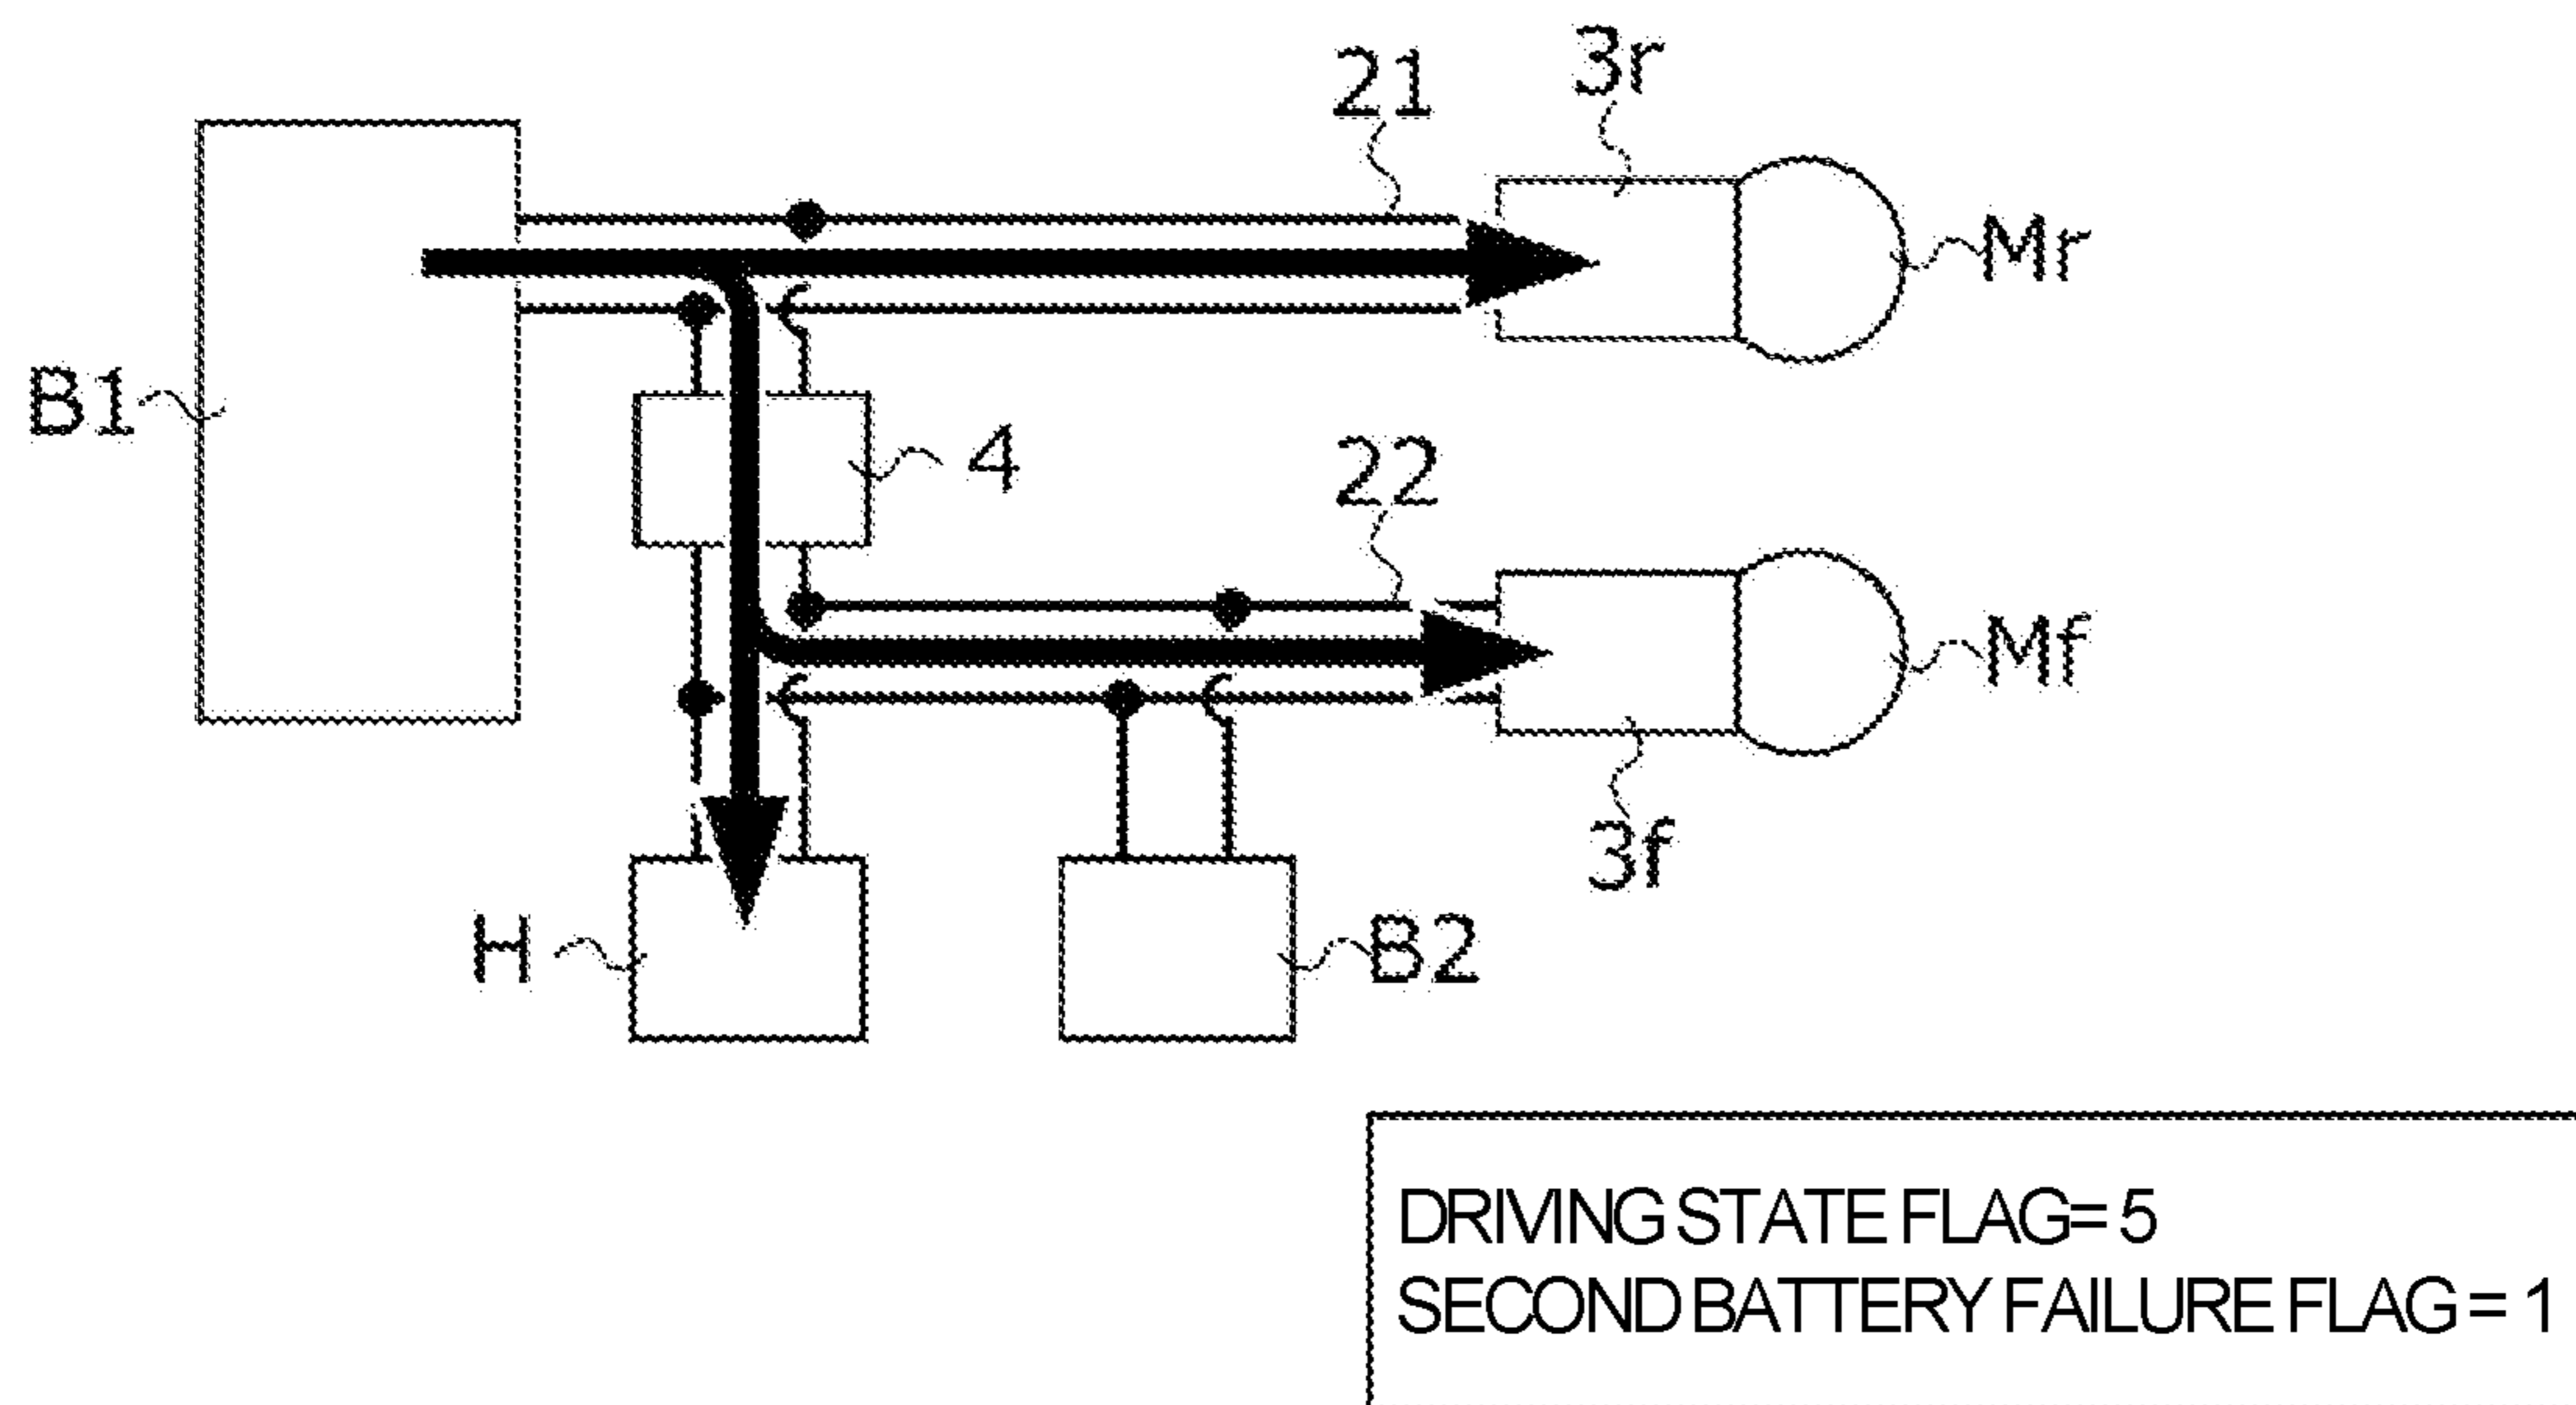 21
3r
Mr
B1
4
22
Mf
3f
H
B2
DRIVING STATE FLAG= 5
SECOND BATTERY FAILURE FLAG = 1